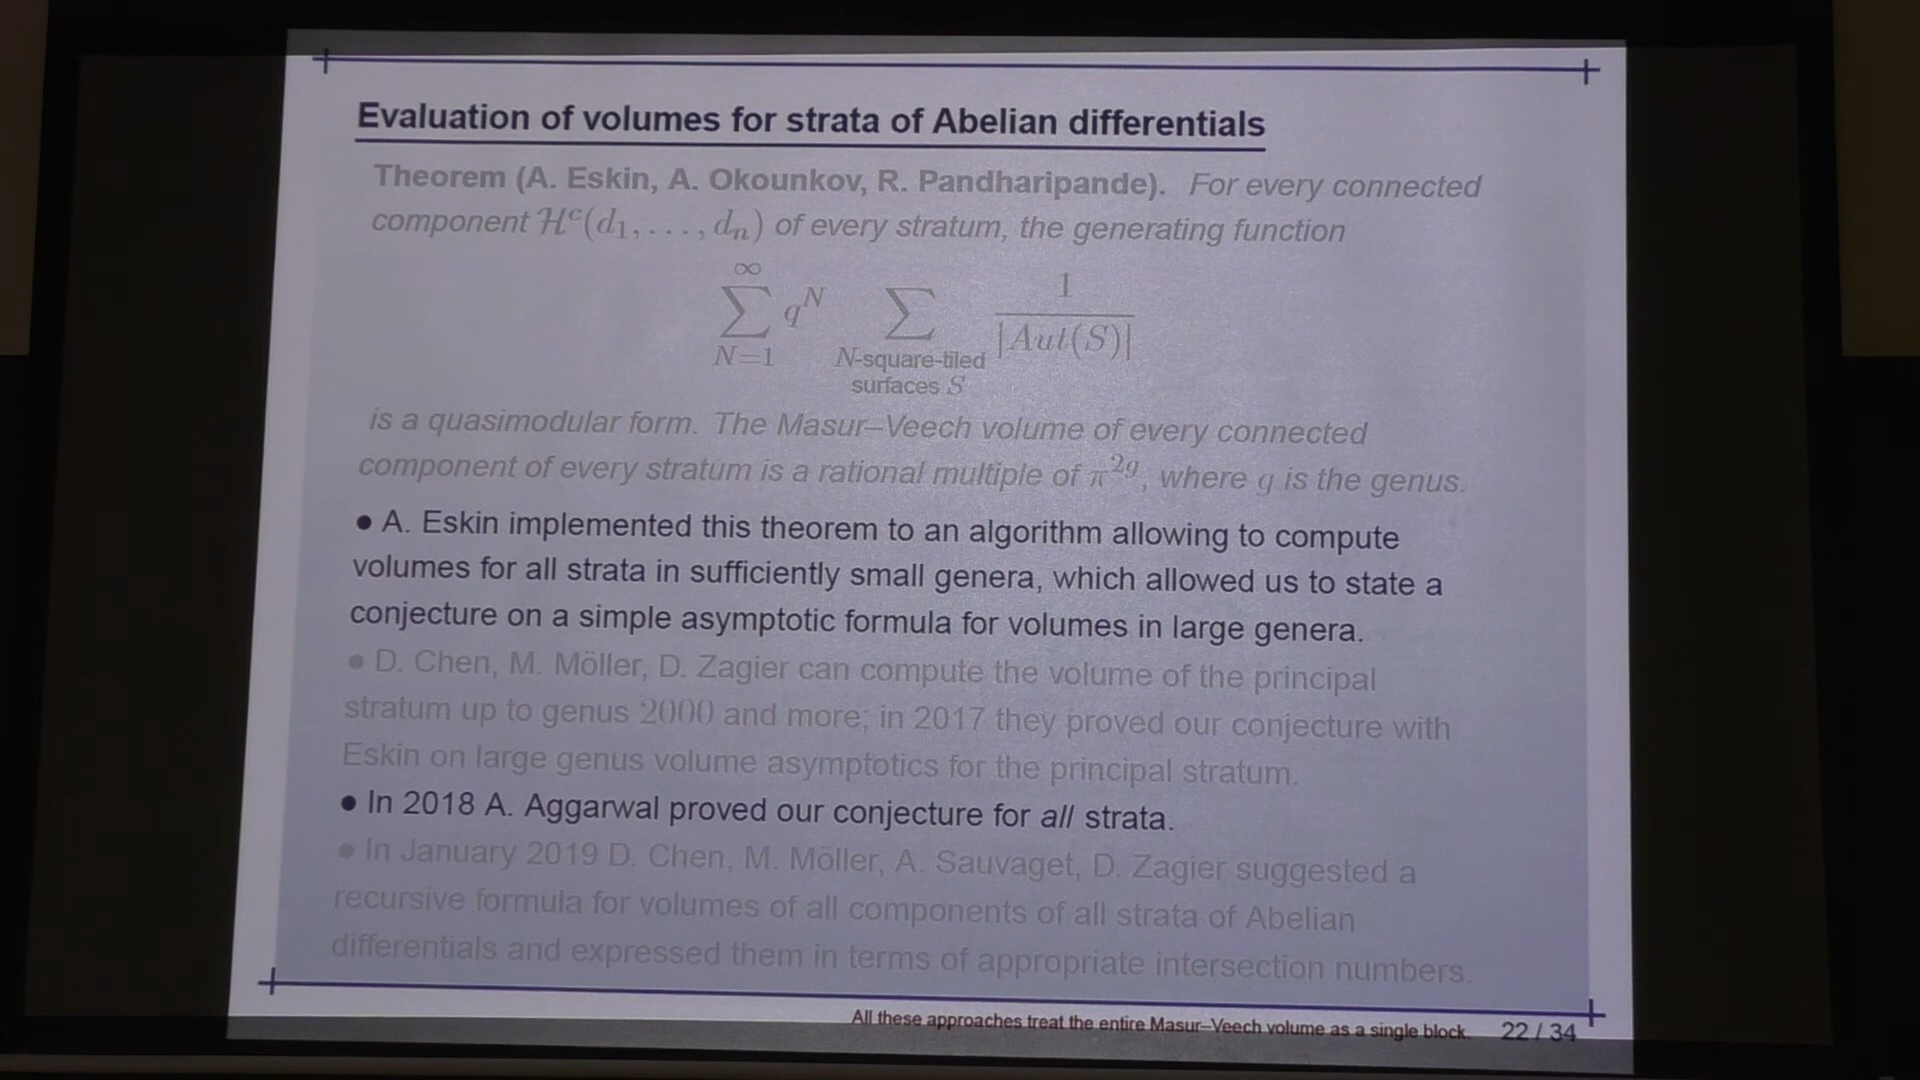 Evaluation of volumes for strata of Abelian differentials
Theorem (A. Eskin, A. Okounkov, R. Pandharipande). For every connected
component ℋᶜ(d₁, . . . , dₙ) of every stratum, the generating function
∑_{N=1}^{∞} q^N ∑_{N-square-tiled surfaces S} 1/|Aut(S)|
is a quasimodular form. The Masur–Veech volume of every connected
component of every stratum is a rational multiple of π^{2g}, where g is the genus.
• A. Eskin implemented this theorem to an algorithm allowing to compute
volumes for all strata in sufficiently small genera, which allowed us to state a
conjecture on a simple asymptotic formula for volumes in large genera.
• D. Chen, M. Möller, D. Zagier can compute the volume of the principal
stratum up to genus 2000 and more; in 2017 they proved our conjecture with
Eskin on large genus volume asymptotics for the principal stratum.
• In 2018 A. Aggarwal proved our conjecture for all strata.
• In January 2019 D. Chen, M. Möller, A. Sauvaget, D. Zagier suggested a
recursive formula for volumes of all components of all strata of Abelian
differentials and expressed them in terms of appropriate intersection numbers.
All these approaches treat the entire Masur–Veech volume as a single block. 22 / 34